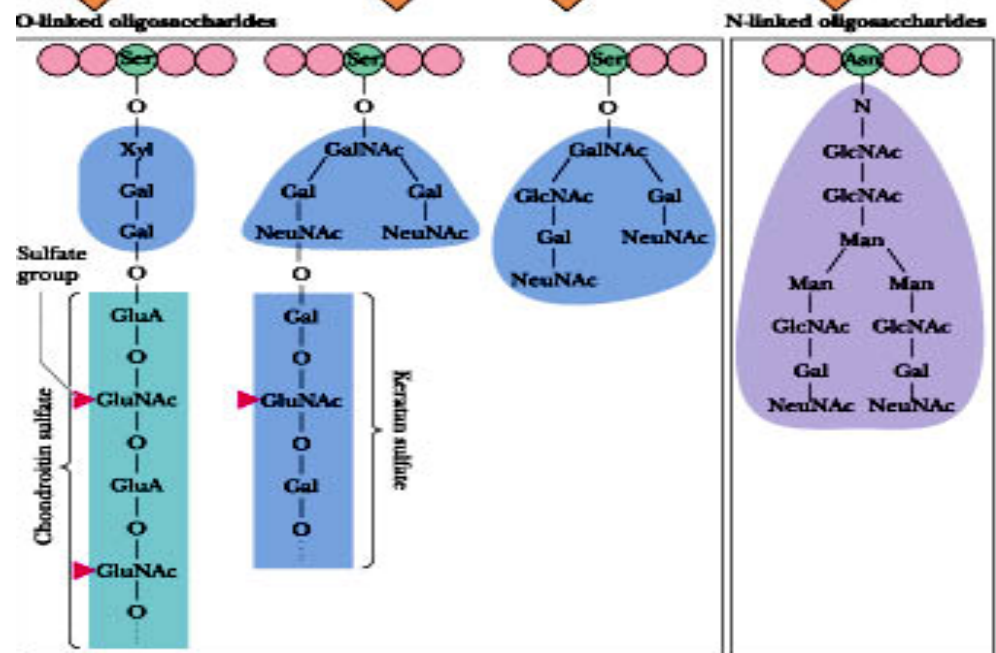 O-linked oligosaccharides
N-linked oligosaccharides
Ser
O
Xyl
Gal
Gal
O
Sulfate
group
GluA
O
GluNAc
O
GluA
O
GluNAc
O
Chondroitin sulfate
Ser
O
GalNAc
Gal Gal
NeuNAc NeuNAc
O
Gal
O
GluNAc
O
Gal
O
Keratan sulfate
Ser
O
GalNAc
GlcNAc Gal
Gal NeuNAc
NeuNAc
Asn
N
GlcNAc
GlcNAc
Man
Man Man
GlcNAc GlcNAc
Gal Gal
NeuNAc NeuNAc